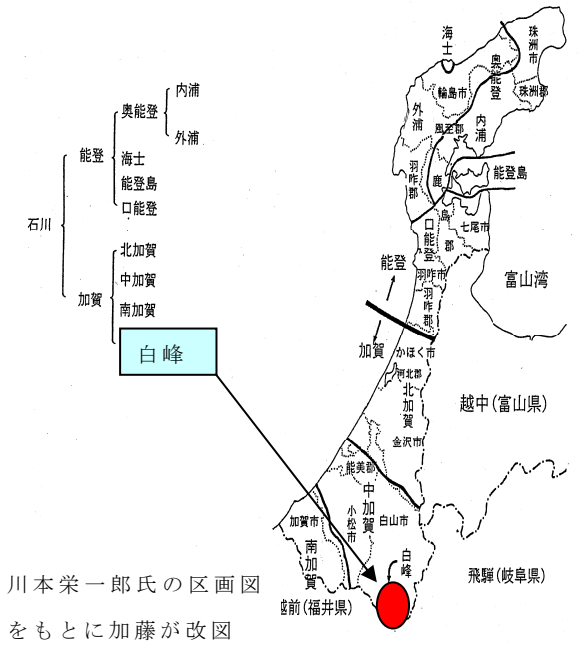 石川
能登
奥能登
内浦
外浦
海士
能登島
口能登
加賀
北加賀
中加賀
南加賀
白峰
海士
珠洲市
奥能登
珠洲郡
輪島市
外浦
鳳至郡
内浦
羽咋郡
鹿島郡
能登島
口能登
七尾市
羽咋市
羽咋郡
富山湾
能登
加賀
かほく市
河北郡
北加賀
金沢市
越中(富山県)
能美郡
中加賀
小松市
白山市
加賀市
南加賀
白峰
飛騨(岐阜県)
越前(福井県)
川本栄一郎氏の区画図
をもとに加藤が改図